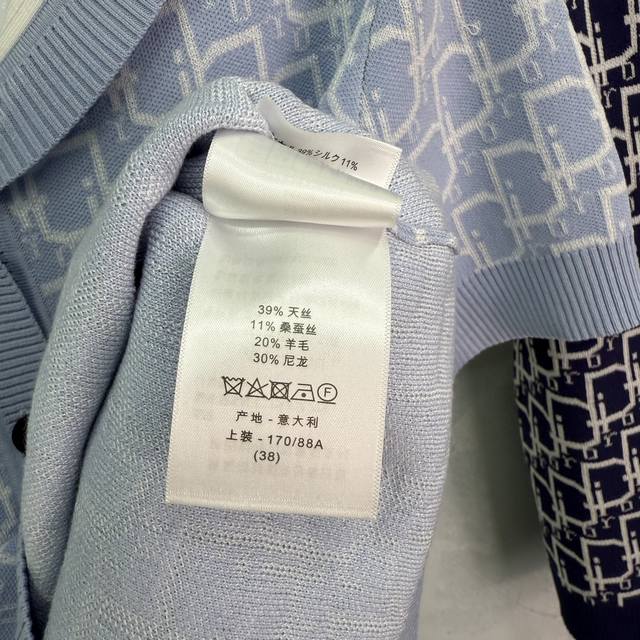 シルク11%
39% 天丝
11% 桑蚕丝
20% 羊毛
30% 尼龙
产地 - 意大利
上装 - 170/88A
(38)